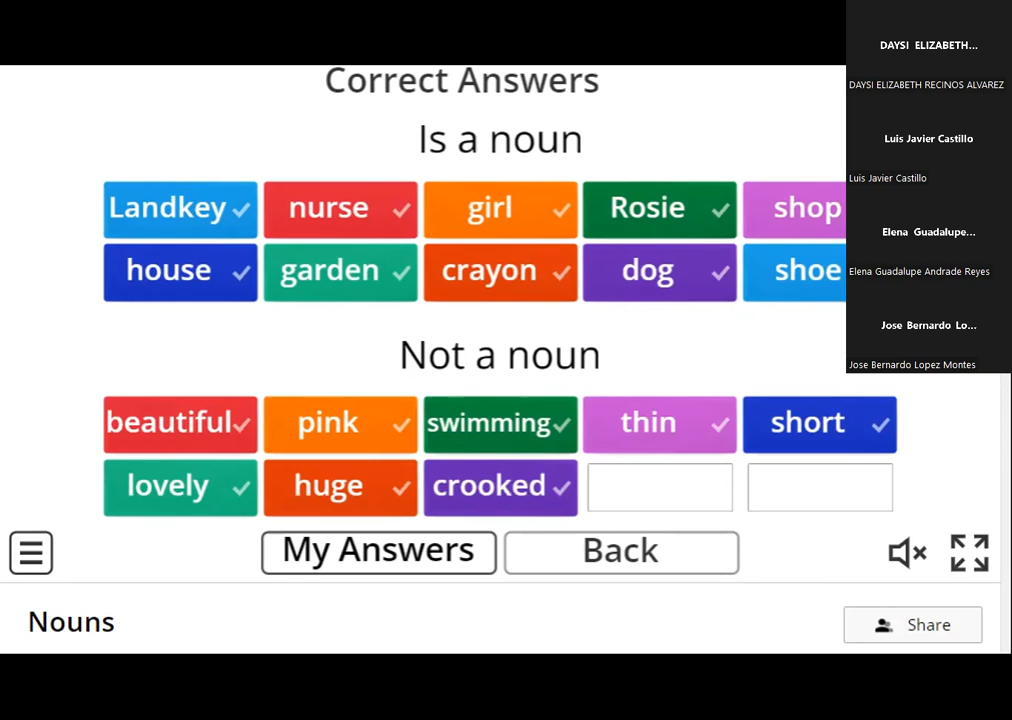 Correct Answers
Is a noun
Landkey nurse girl Rosie shop
house garden crayon dog shoe
Not a noun
beautiful pink swimming thin short
lovely huge crooked
My Answers Back
Nouns
Share
DAYSI ELIZABETH...
DAYSI ELIZABETH RECINOS ALVAREZ
Luis Javier Castillo
Luis Javier Castillo
Elena Guadalupe...
Elena Guadalupe Andrade Reyes
Jose Bernardo Lo...
Jose Bernardo Lopez Montes